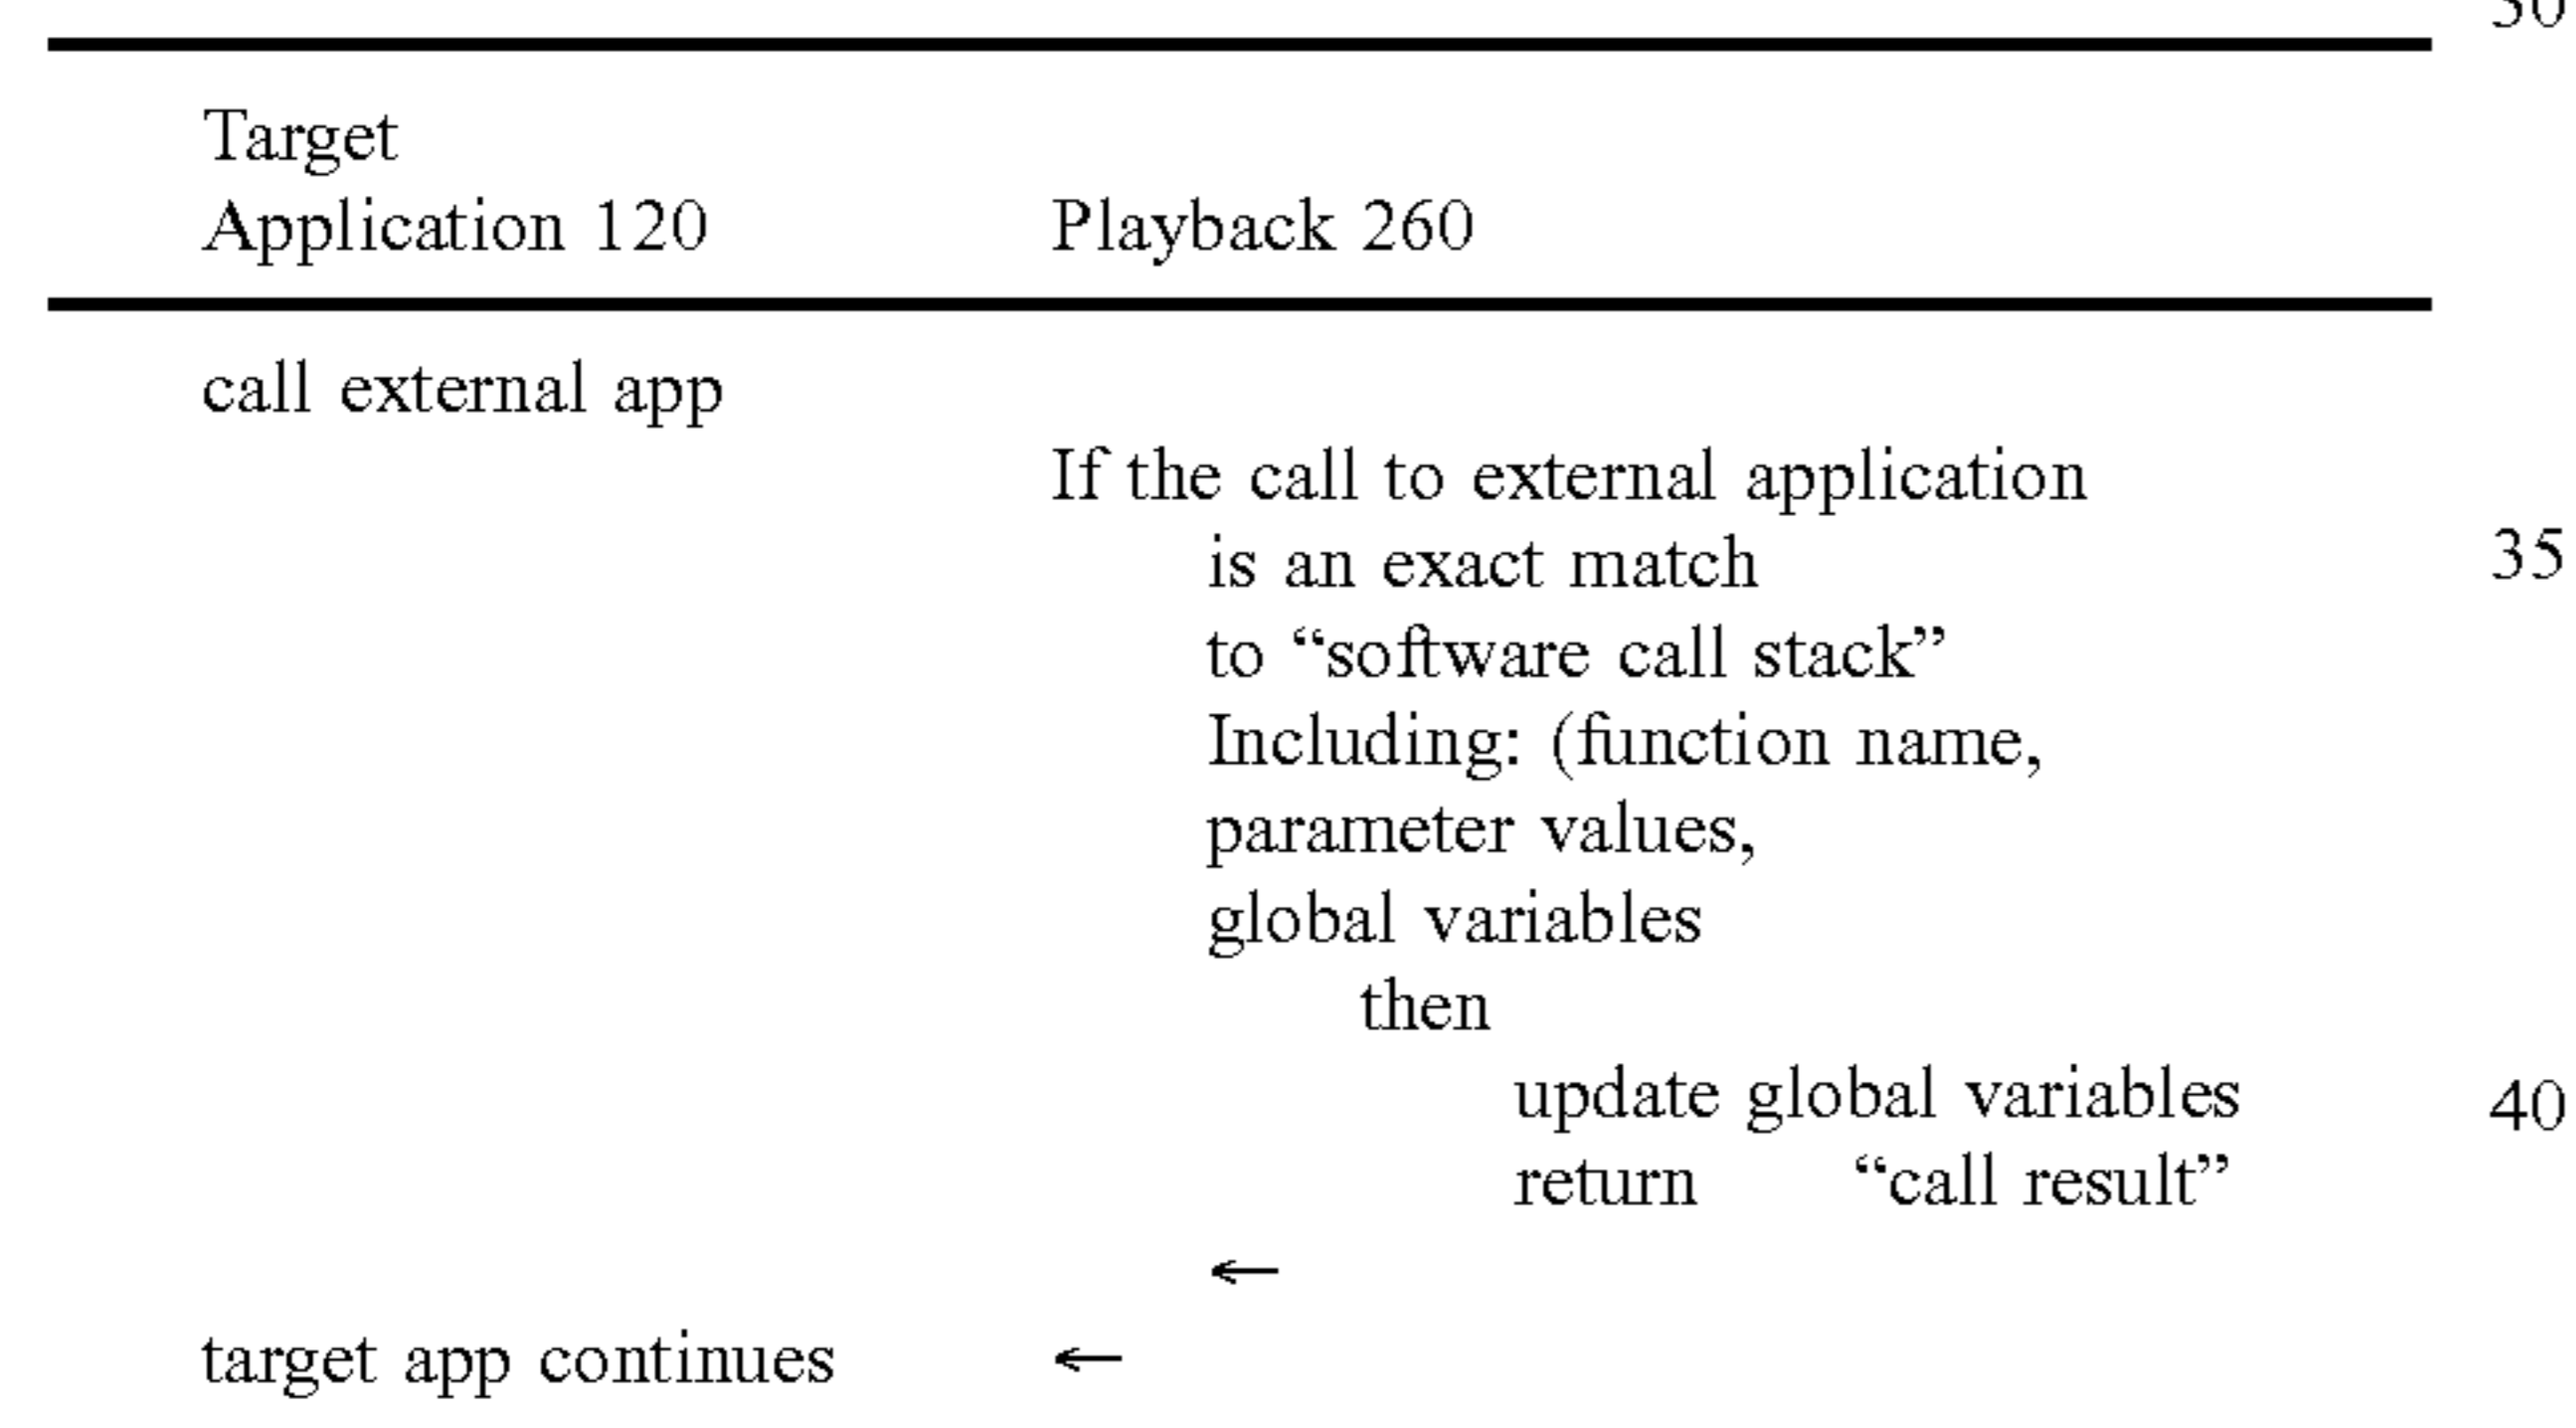 30
Target
Application 120 Playback 260
call external app
If the call to external application
is an exact match 35
to “software call stack”
Including: (function name,
parameter values,
global variables
then
update global variables 40
return “call result”
←
target app continues ←